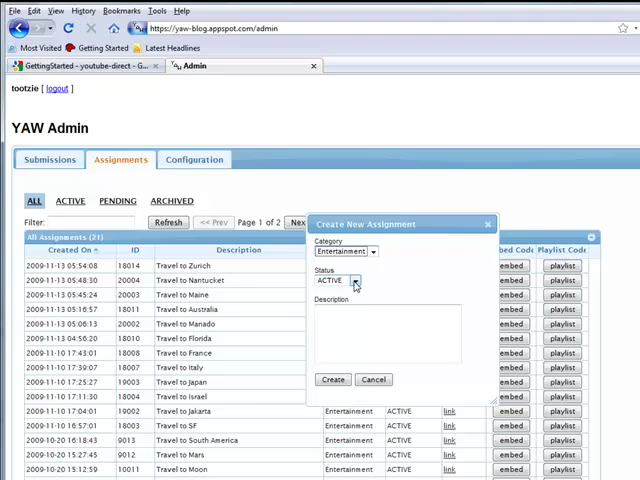 File Edit View History Bookmarks Tools Help
https://yaw-blog.appspot.com/admin
Most Visited Getting Started Latest Headlines
GettingStarted - youtube-direct - G... Admin
tootzie [ logout ]
YAW Admin
Submissions Assignments Configuration
ALL ACTIVE PENDING ARCHIVED
Filter: Refresh << Prev Page 1 of 2 Nex
All Assignments (21)
Created On ID Description bed Code Playlist Code
2009-11-13 05:54:08 18014 Travel to Zurich embed playlist
2009-11-13 05:48:30 20004 Travel to Nantucket embed playlist
2009-11-13 05:45:24 20003 Travel to Maine embed playlist
2009-11-13 05:16:57 18011 Travel to Australia embed playlist
2009-11-13 05:06:13 20002 Travel to Manado embed playlist
2009-11-13 04:56:20 18010 Travel to Florida embed playlist
2009-11-10 17:43:01 18008 Travel to France embed playlist
2009-11-10 17:39:07 18007 Travel to Italy embed playlist
2009-11-10 17:25:27 19003 Travel to Japan embed playlist
2009-11-10 17:11:30 18004 Travel to Israel embed playlist
2009-11-10 17:04:01 19002 Travel to Jakarta Entertainment ACTIVE link embed playlist
2009-11-10 16:57:01 18003 Travel to SF Entertainment ACTIVE link embed playlist
2009-10-20 16:18:43 9013 Travel to South America Entertainment ACTIVE link embed playlist
2009-10-20 15:27:45 9012 Travel to Mars Entertainment ACTIVE link embed playlist
2009-10-20 15:12:59 10011 Travel to Moon Entertainment ACTIVE link embed playlist
Create New Assignment
Category
Entertainment
Status
ACTIVE
Description
Create Cancel